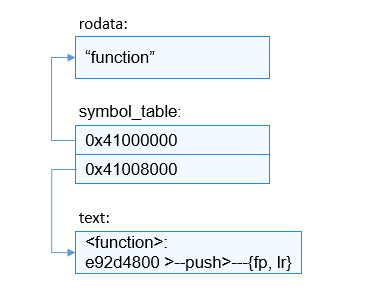 rodata:
“function”
symbol_table:
0x41000000
0x41008000
text:
<function>:
e92d4800 >--push>---{fp, lr}